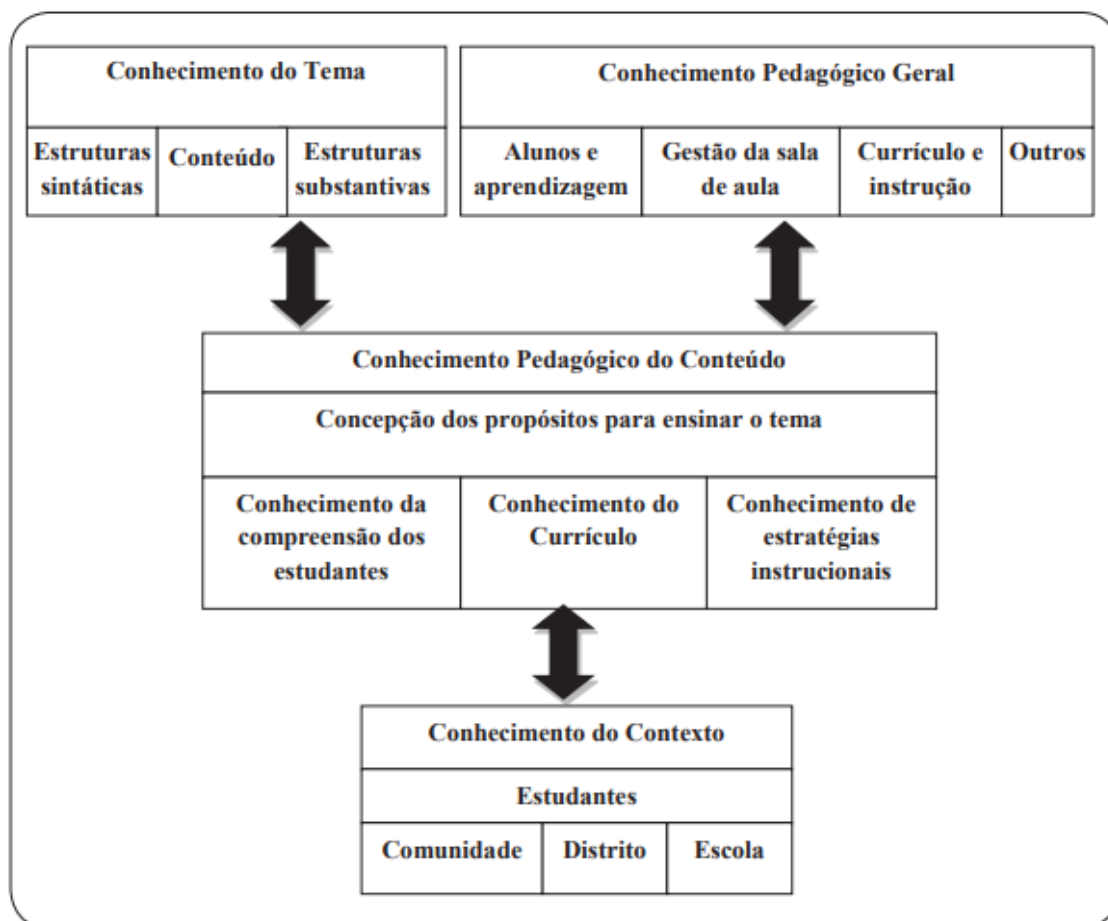 Conhecimento do Tema
Estruturas
sintáticas
Conteúdo
Estruturas
substantivas
Conhecimento Pedagógico Geral
Alunos e
aprendizagem
Gestão da sala
de aula
Currículo e
instrução
Outros
Conhecimento Pedagógico do Conteúdo
Concepção dos propósitos para ensinar o tema
Conhecimento da
compreensão dos
estudantes
Conhecimento do
Currículo
Conhecimento de
estratégias
instrucionais
Conhecimento do Contexto
Estudantes
Comunidade
Distrito
Escola